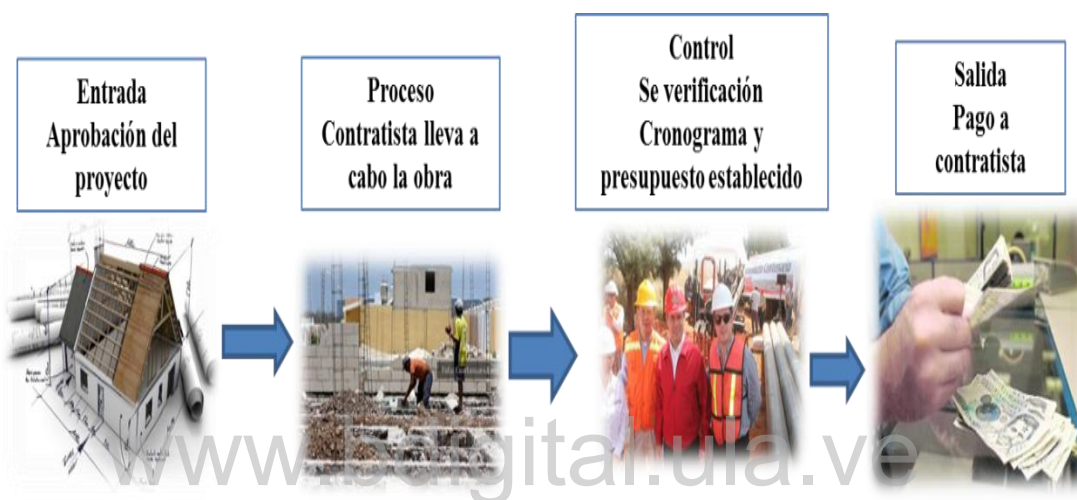 Entrada
Aprobación del
proyecto
Proceso
Contratista lleva a
cabo la obra
Control
Se verificación
Cronograma y
presupuesto establecido
Salida
Pago a
contratista
www.bdigital.ula.ve